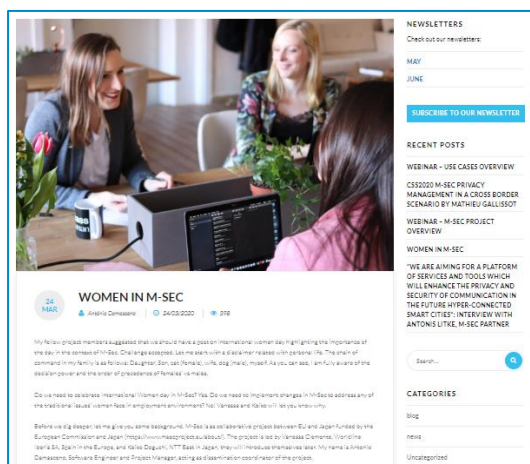 NEWSLETTERS
Check out our newsletters:
MAY
JUNE
SUBSCRIBE TO OUR NEWSLETTER
RECENT POSTS
WEBINAR – USE CASES OVERVIEW
CSS2020 M-SEC PRIVACY
MANAGEMENT IN A CROSS BORDER
SCENARIO BY MATHIEU GALLISSOT
WEBINAR – M-SEC PROJECT
OVERVIEW
WOMEN IN M-SEC
"WE ARE AIMING FOR A PLATFORM
OF SERVICES AND TOOLS WHICH
WILL ENHANCE THE PRIVACY AND
SECURITY OF COMMUNICATION IN
THE FUTURE HYPER-CONNECTED
SMART CITIES": INTERVIEW WITH
ANTONIS LITKE, M-SEC PARTNER
Search...
CATEGORIES
blog
news
Uncategorized
24
MAR
WOMEN IN M-SEC
António Damasceno
24/03/2020
My fellow project members suggested that we should have a post on international women day highlighting the importance of
the day in the context of M-Sec. Challenge accepted. Let me start with a disclaimer related with personal life. The chain of
command in my family is as follows: Daughter, Son, cat (female), wife, dog (male), myself. As you can see, I am fully aware of the
decision power and the order of precedence of females vs males.
Do we need to celebrate International Women day in M-Sec? Yes. Do we need to implement changes in M-Sec to address any of
the traditional issues women face in employment environment? No! Vanessa and Keiko will let you know why.
Before we dig deeper, let me give you some background. M-Sec is a collaborative project between EU and Japan funded by the
European Commission and Japan (https://www.msecproject.eu/about/). The project is led by Vanessa Clemente, Worldline
Iberia SA, Spain in the Europe, and Keiko Doguchi, NTT East in Japan, they will introduce themselves later. My name is António
Damasceno, Software Engineer and Project Manager, acting as dissemination coordinator of the project.